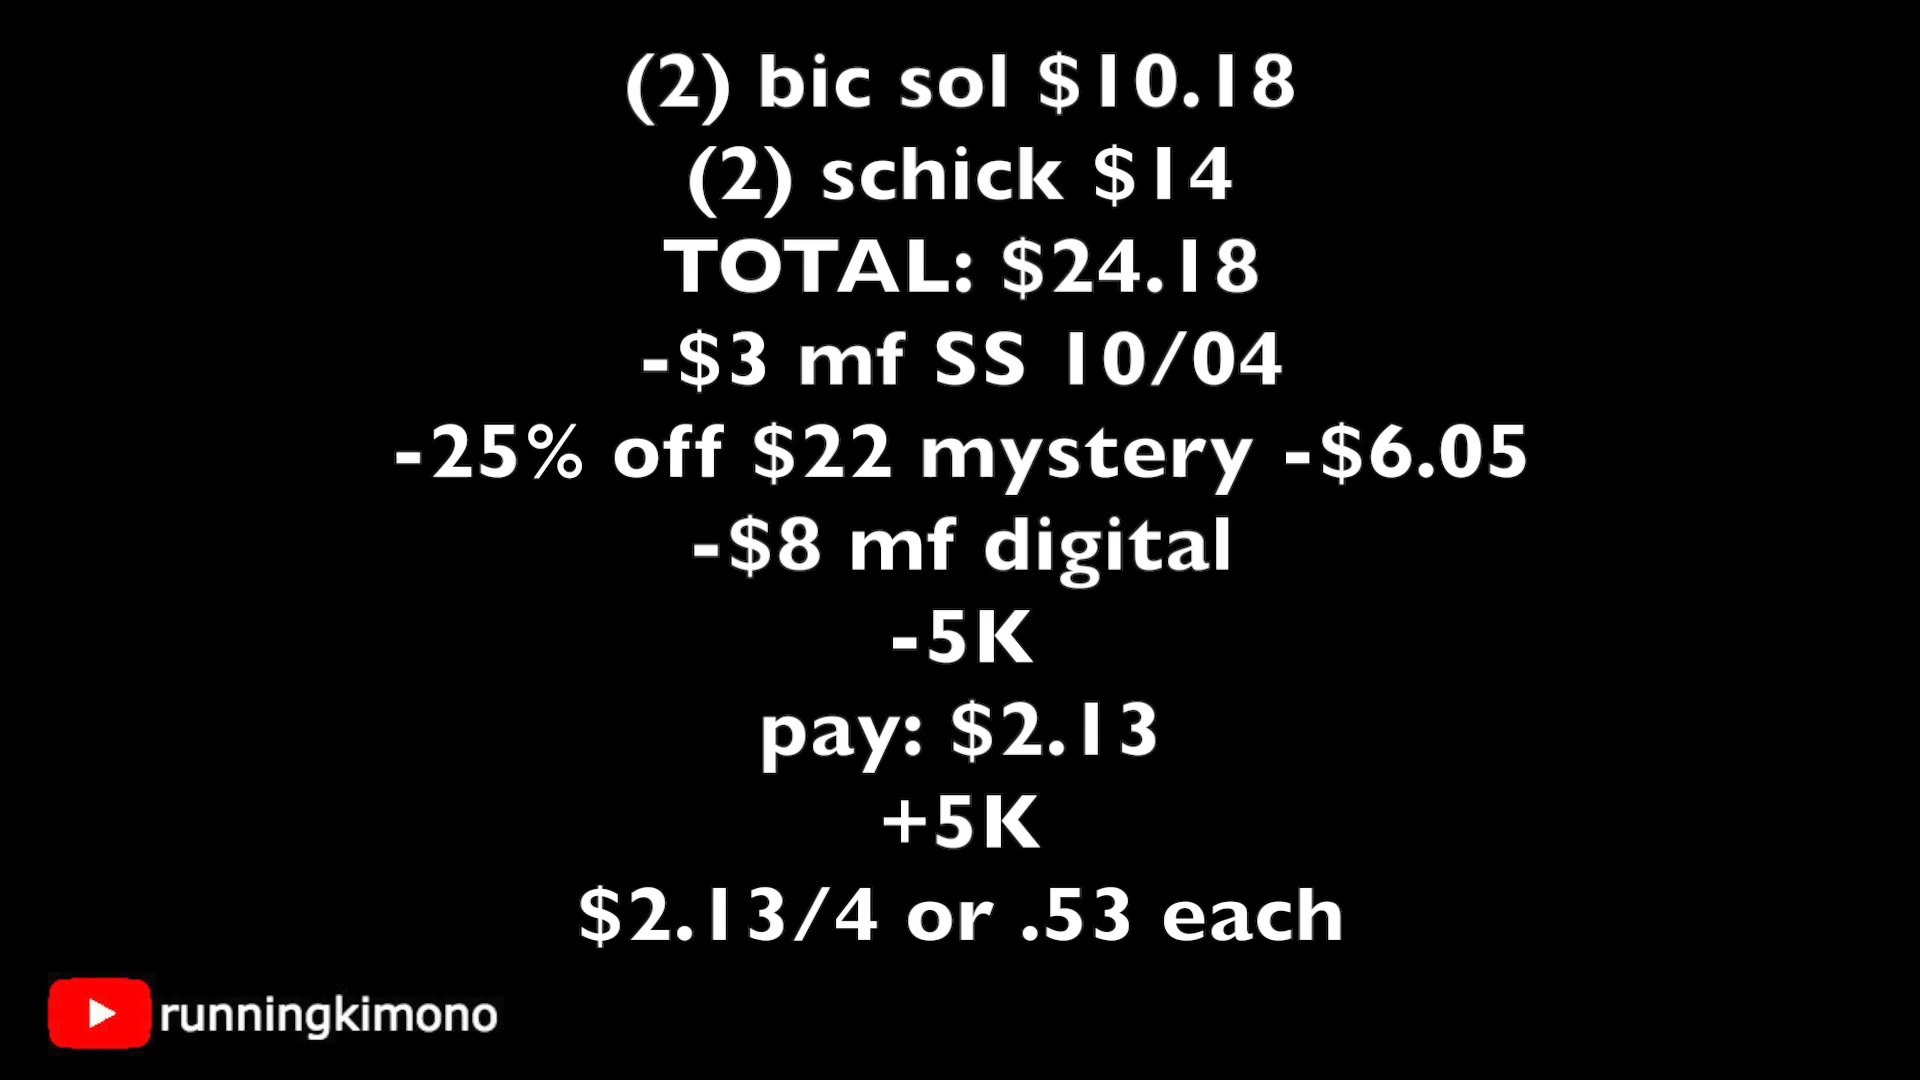 (2) bic sol $10.18
(2) schick $14
TOTAL: $24.18
-$3 mf SS 10/04
-25% off $22 mystery -$6.05
-$8 mf digital
-5K
pay: $2.13
+5K
$2.13/4 or .53 each
runningkimono